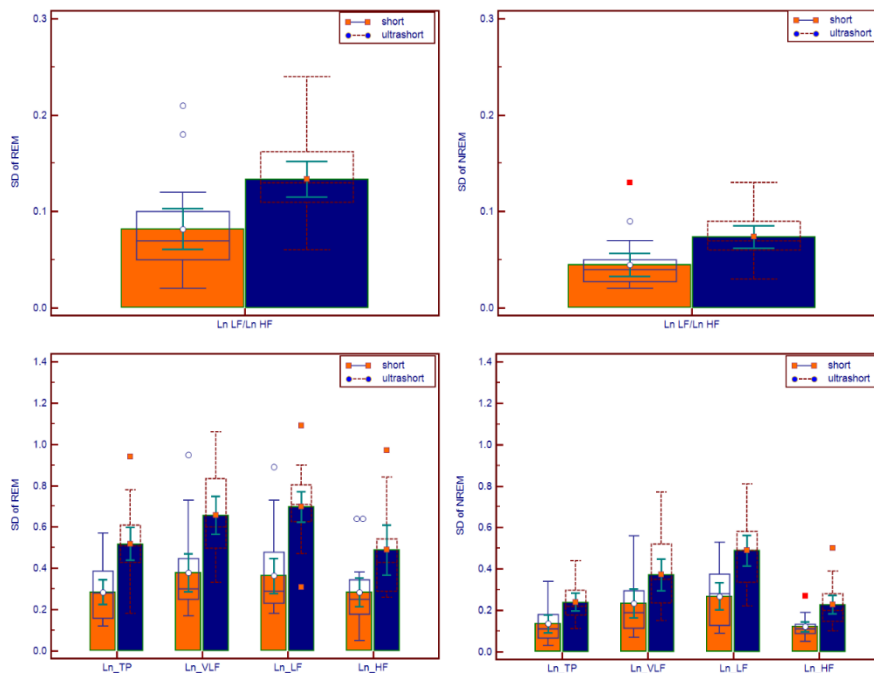 0.3
0.2
0.1
0.0
SD of REM
short
ultrashort
Ln LF/Ln HF
0.3
0.2
0.1
0.0
SD of NREM
short
ultrashort
Ln LF/Ln HF
1.4
1.2
1.0
0.8
0.6
0.4
0.2
0.0
SD of REM
short
ultrashort
Ln_TP Ln_VLF Ln_LF Ln_HF
1.4
1.2
1.0
0.8
0.6
0.4
0.2
0.0
SD of NREM
short
ultrashort
Ln_TP Ln_VLF Ln_LF Ln_HF